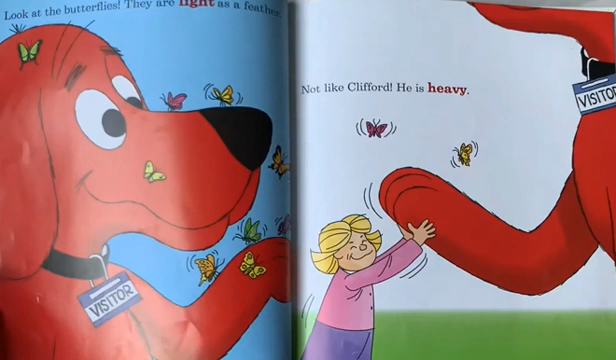 Look at the butterflies! They are light as a feather.
VISITOR
Not like Clifford! He is heavy.
VISITOR